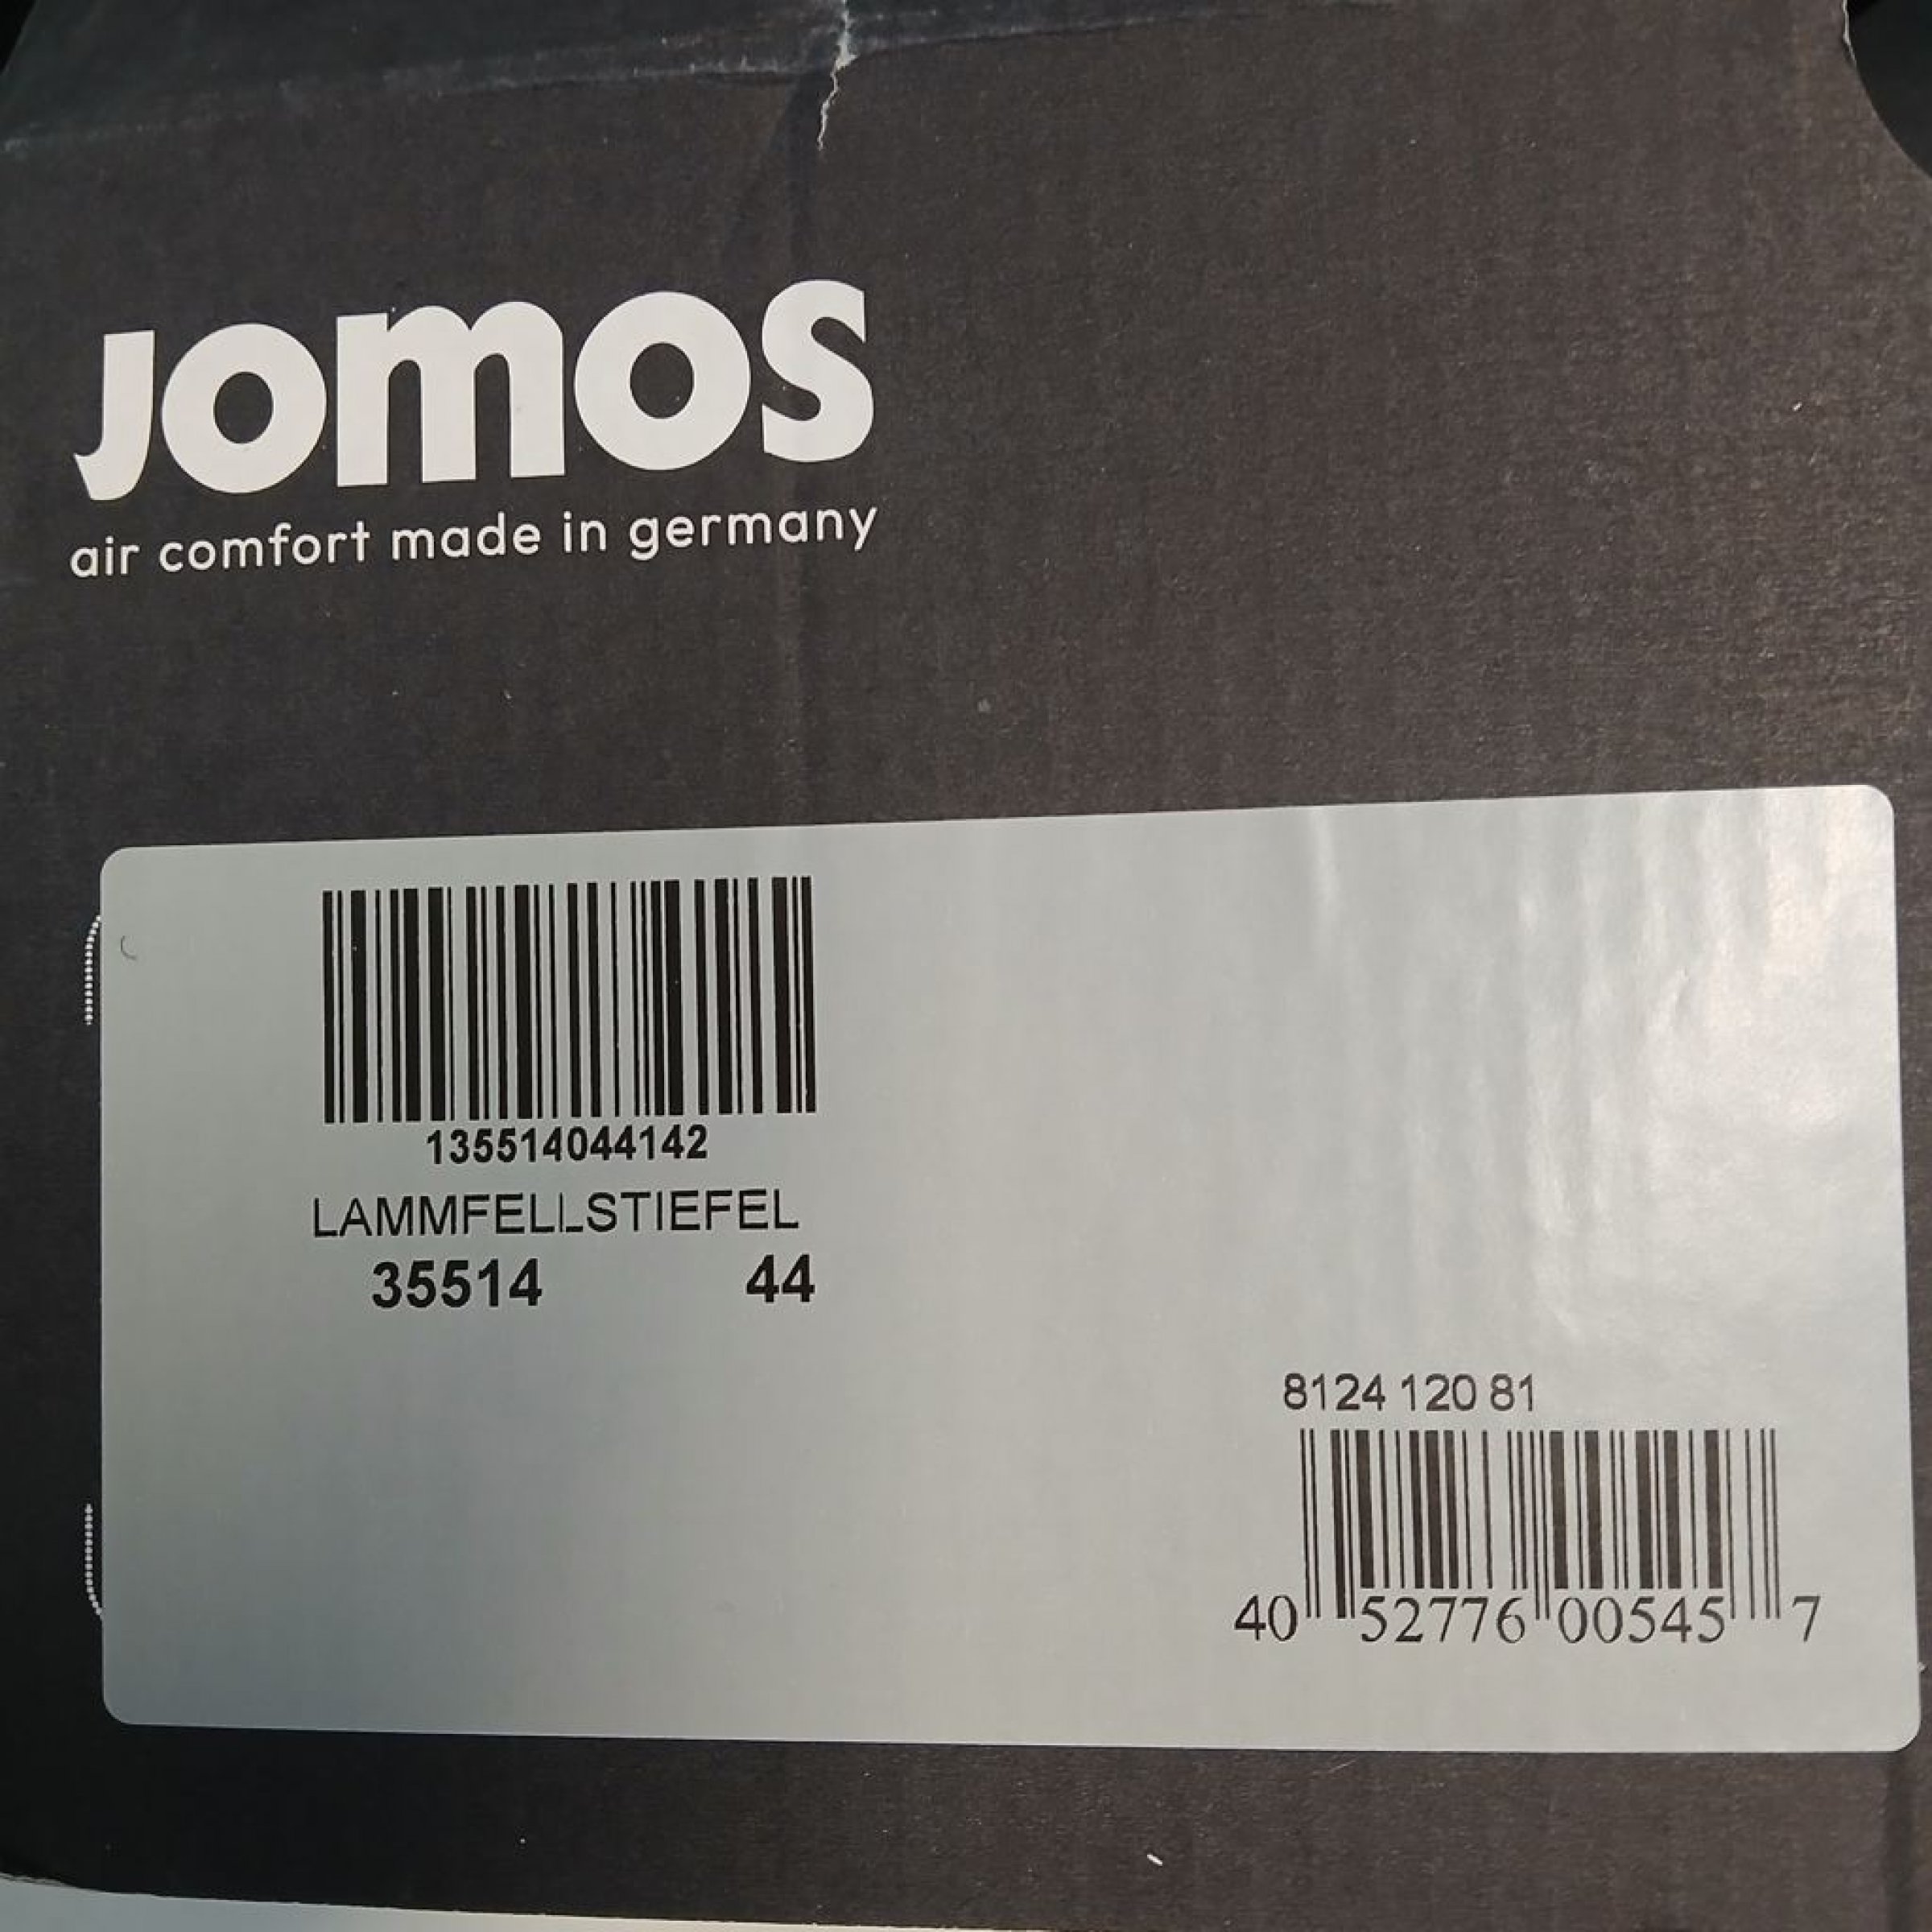 Jomos
air comfort made in germany
135514044142
LAMMFELLSTIEFEL
35514 44
8124 120 81
40 52776 00545 7